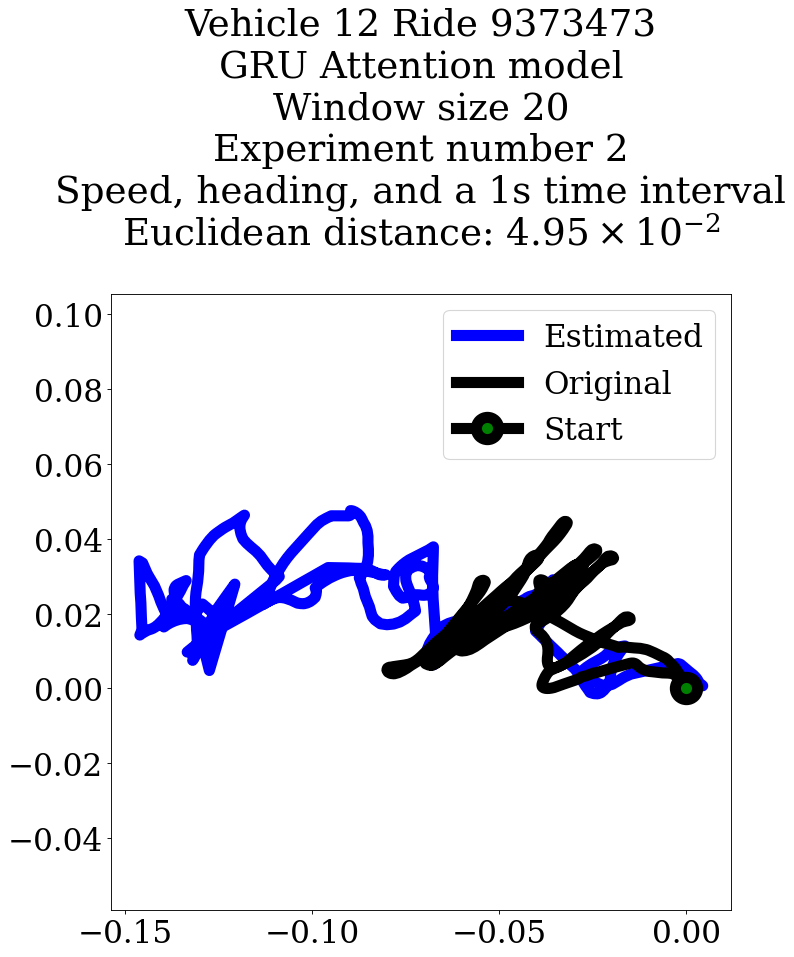 Vehicle 12 Ride 9373473
GRU Attention model
Window size 20
Experiment number 2
Speed, heading, and a 1s time interval
Euclidean distance: 4.95 × 10⁻²
Estimated
Original
Start
0.10
0.08
0.06
0.04
0.02
0.00
−0.02
−0.04
−0.15 −0.10 −0.05 0.00